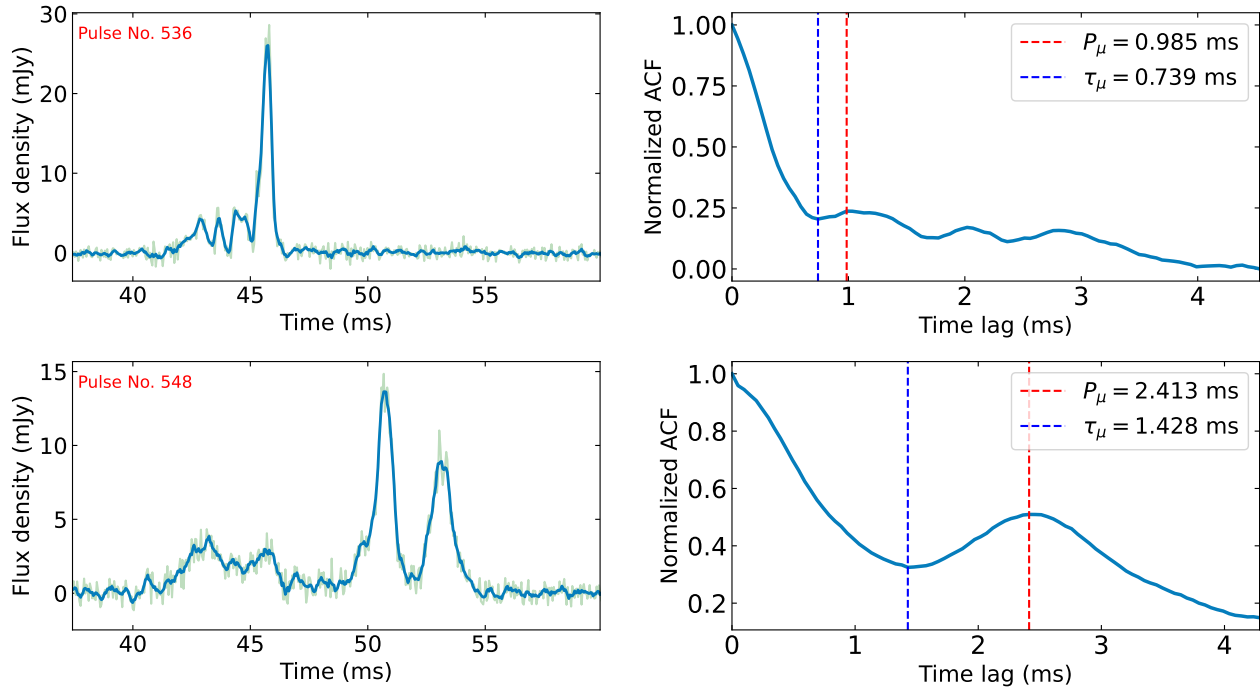 Pulse No. 536
Flux density (mJy)
30
20
10
0
40 45 50 55
Time (ms)
P_μ = 0.985 ms
τ_μ = 0.739 ms
Normalized ACF
1.00
0.75
0.50
0.25
0.00
0 1 2 3 4
Time lag (ms)
Pulse No. 548
Flux density (mJy)
15
10
5
0
40 45 50 55
Time (ms)
P_μ = 2.413 ms
τ_μ = 1.428 ms
Normalized ACF
1.0
0.8
0.6
0.4
0.2
0 1 2 3 4
Time lag (ms)